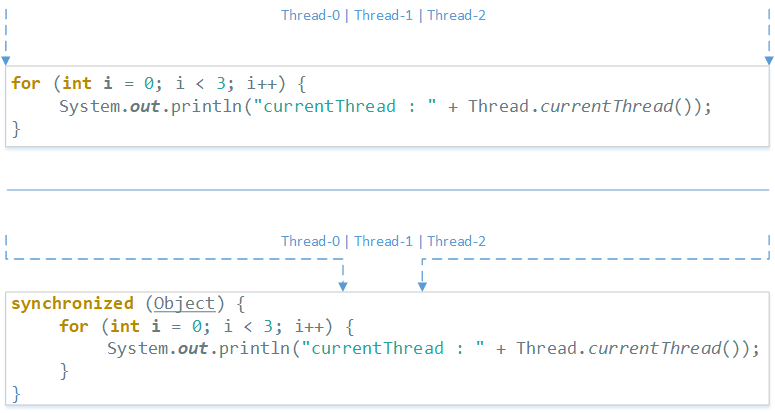 Thread-0 | Thread-1 | Thread-2
for (int i = 0; i < 3; i++) {
    System.out.println("currentThread : " + Thread.currentThread());
}
Thread-0 | Thread-1 | Thread-2
synchronized (Object) {
    for (int i = 0; i < 3; i++) {
        System.out.println("currentThread : " + Thread.currentThread());
    }
}